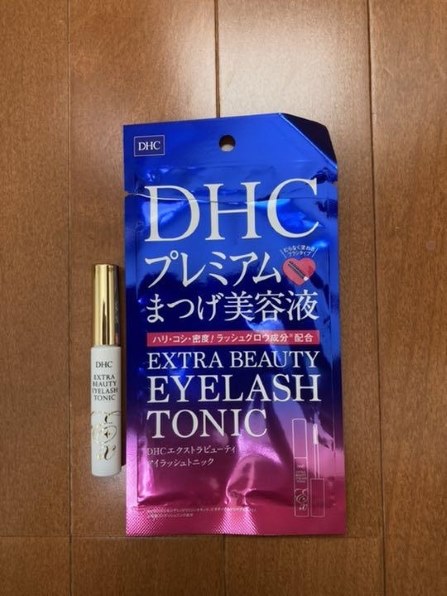 DHC
DHC
プレミアム
まつげ美容液
ハリ・コシ・密度!ラッシュグロウ成分*配合
EXTRA BEAUTY
EYELASH
TONIC
DHCエクストラビューティ
アイラッシュトニック
DHC
EXTRA
BEAUTY
EYELASH
TONIC